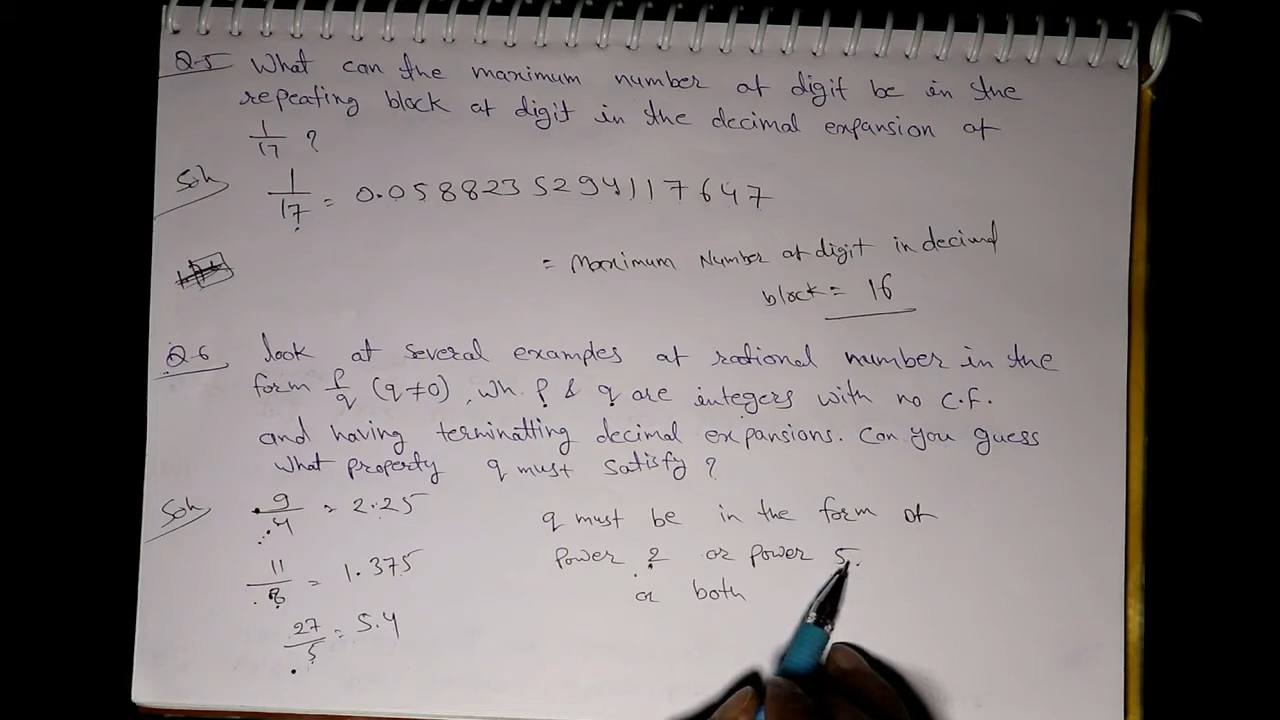 Q-5 What can the maximum number of digit be in the
repeating block of digit in the decimal expansion of
1/17 ?
Soln 1/17 = 0.0588235294117647
= Maximum Number of digit in decimal
block = 16
Q-6 look at several examples of rational number in the
form p/q (q≠0), wh. p & q are integers with no C.F.
and having terminatting decimal expansions. Can you guess
what property q must satisfy ?
Soln 9/4 = 2.25
11/8 = 1.375
27/5 = 5.4
q must be in the form of
power 2 or power 5.
or both